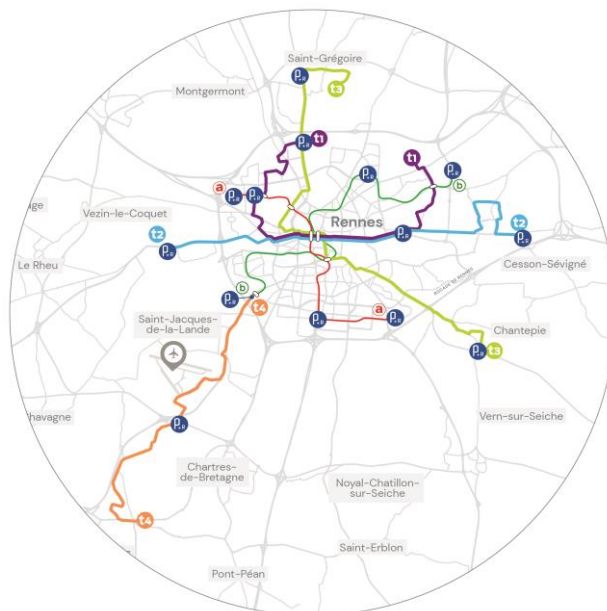 Saint-Grégoire
P+R
t3
Montgermont
t1
P+R
t1
P+R
P+R
b
a
P+R
P+R
Vezin-le-Coquet
Rennes
t2
P+R
t2
P+R
P+R
Le Rheu
Cesson-Sévigné
b
P+R
t4
Saint-Jacques-
de-la-Lande
a
P+R
P+R
Chantepie
P+R
t3
havagne
P+R
Vern-sur-Seiche
Chartres-
de-Bretagne
Noyal-Chatillon-
sur-Seiche
t4
Saint-Erblon
Pont-Péan